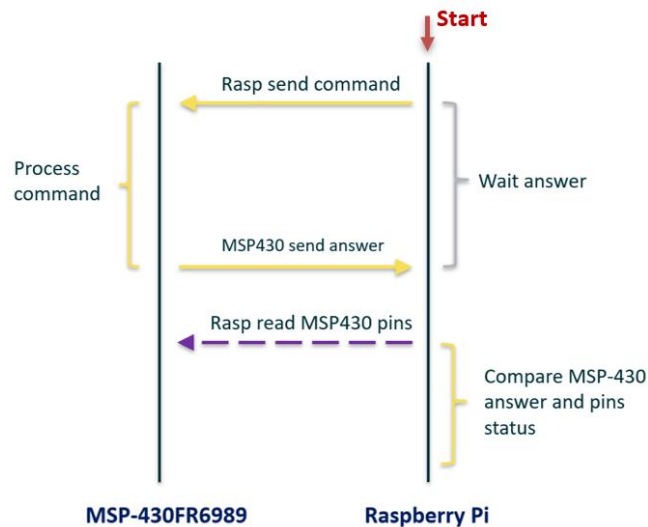 Start
Rasp send command
Process
command
Wait answer
MSP430 send answer
Rasp read MSP430 pins
Compare MSP-430
answer and pins
status
MSP-430FR6989
Raspberry Pi